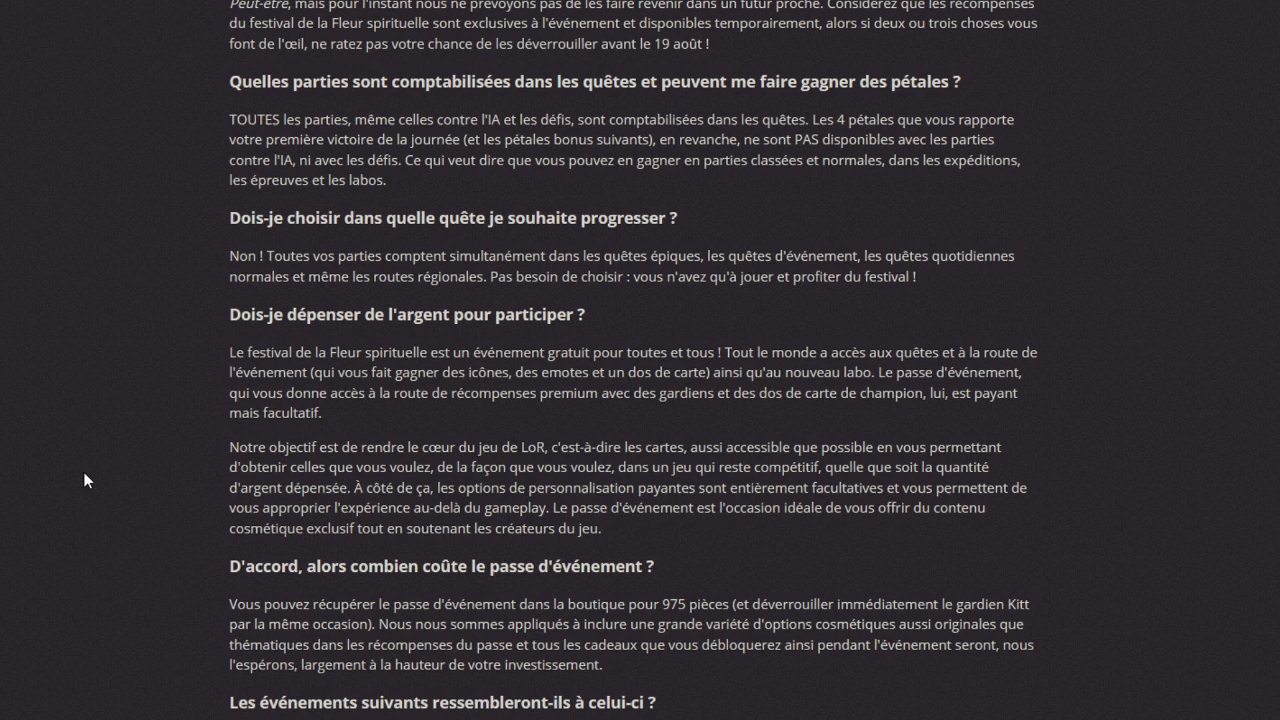 Peut-être, mais pour l'instant nous ne prévoyons pas de les faire revenir dans un futur proche. Considérez que les récompenses
du festival de la Fleur spirituelle sont exclusives à l'événement et disponibles temporairement, alors si deux ou trois choses vous
font de l'œil, ne ratez pas votre chance de les déverrouiller avant le 19 août !
Quelles parties sont comptabilisées dans les quêtes et peuvent me faire gagner des pétales ?
TOUTES les parties, même celles contre l'IA et les défis, sont comptabilisées dans les quêtes. Les 4 pétales que vous rapporte
votre première victoire de la journée (et les pétales bonus suivants), en revanche, ne sont PAS disponibles avec les parties
contre l'IA, ni avec les défis. Ce qui veut dire que vous pouvez en gagner en parties classées et normales, dans les expéditions,
les épreuves et les labos.
Dois-je choisir dans quelle quête je souhaite progresser ?
Non ! Toutes vos parties comptent simultanément dans les quêtes épiques, les quêtes d'événement, les quêtes quotidiennes
normales et même les routes régionales. Pas besoin de choisir : vous n'avez qu'à jouer et profiter du festival !
Dois-je dépenser de l'argent pour participer ?
Le festival de la Fleur spirituelle est un événement gratuit pour toutes et tous ! Tout le monde a accès aux quêtes et à la route de
l'événement (qui vous fait gagner des icônes, des emotes et un dos de carte) ainsi qu'au nouveau labo. Le passe d'événement,
qui vous donne accès à la route de récompenses premium avec des gardiens et des dos de carte de champion, lui, est payant
mais facultatif.
Notre objectif est de rendre le cœur du jeu de LoR, c'est-à-dire les cartes, aussi accessible que possible en vous permettant
d'obtenir celles que vous voulez, de la façon que vous voulez, dans un jeu qui reste compétitif, quelle que soit la quantité
d'argent dépensée. À côté de ça, les options de personnalisation payantes sont entièrement facultatives et vous permettent de
vous approprier l'expérience au-delà du gameplay. Le passe d'événement est l'occasion idéale de vous offrir du contenu
cosmétique exclusif tout en soutenant les créateurs du jeu.
D'accord, alors combien coûte le passe d'événement ?
Vous pouvez récupérer le passe d'événement dans la boutique pour 975 pièces (et déverrouiller immédiatement le gardien Kitt
par la même occasion). Nous nous sommes appliqués à inclure une grande variété d'options cosmétiques aussi originales que
thématiques dans les récompenses du passe et tous les cadeaux que vous débloquerez ainsi pendant l'événement seront, nous
l'espérons, largement à la hauteur de votre investissement.
Les événements suivants ressembleront-ils à celui-ci ?